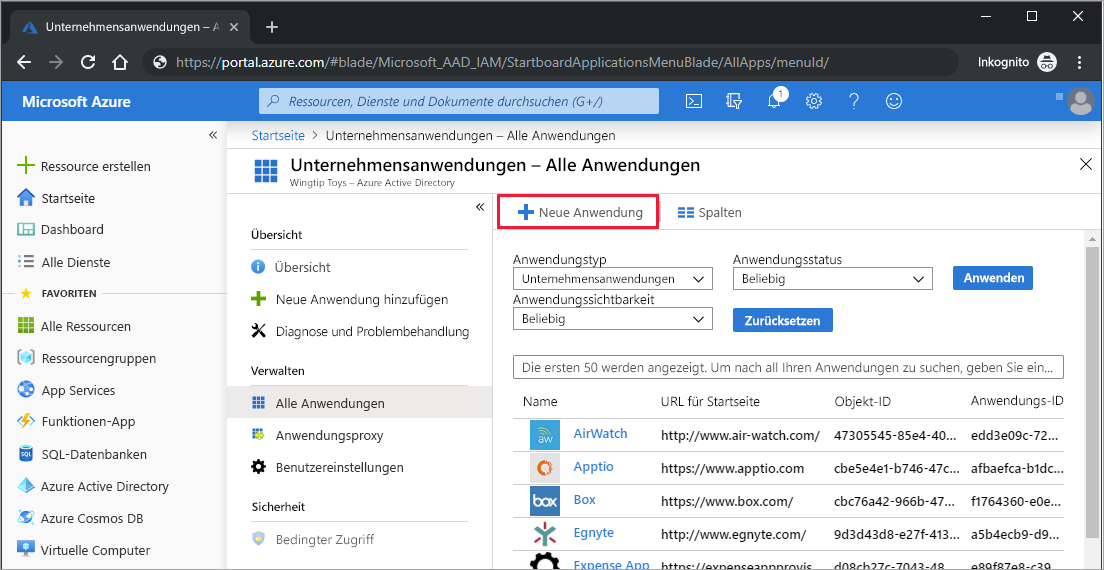 Unternehmensanwendungen – A
https://portal.azure.com/#blade/Microsoft_AAD_IAM/StartboardApplicationsMenuBlade/AllApps/menuId/
Inkognito
Microsoft Azure
Ressourcen, Dienste und Dokumente durchsuchen (G+/)
1
Startseite > Unternehmensanwendungen – Alle Anwendungen
Unternehmensanwendungen – Alle Anwendungen
Wingtip Toys – Azure Active Directory
Ressource erstellen
Startseite
Dashboard
Alle Dienste
FAVORITEN
Alle Ressourcen
Ressourcengruppen
App Services
Funktionen-App
SQL-Datenbanken
Azure Active Directory
Azure Cosmos DB
Virtuelle Computer
Übersicht
Übersicht
Neue Anwendung hinzufügen
Diagnose und Problembehandlung
Verwalten
Alle Anwendungen
Anwendungsproxy
Benutzereinstellungen
Sicherheit
Bedingter Zugriff
Neue Anwendung
Spalten
Anwendungstyp
Unternehmensanwendungen
Anwendungsstatus
Beliebig
Anwenden
Anwendungssichtbarkeit
Beliebig
Zurücksetzen
Die ersten 50 werden angezeigt. Um nach all Ihren Anwendungen zu suchen, geben Sie ein...
Name URL für Startseite Objekt-ID Anwendungs-ID
aw AirWatch http://www.air-watch.com/ 47305545-85e4-40... edd3e09c-72...
Apptio https://www.apptio.com cbe5e4e1-b746-47c... afbaefca-b1dc...
box Box https://www.box.com/ cbc76a42-966b-47... f1764360-e0e...
Egnyte http://www.egnyte.com/ 9d3d43d8-e27f-413... a5b4ecb9-d9...
Expense App https://expenseapprovis... d08cb27c-7043-48... e89f87e8-c39...